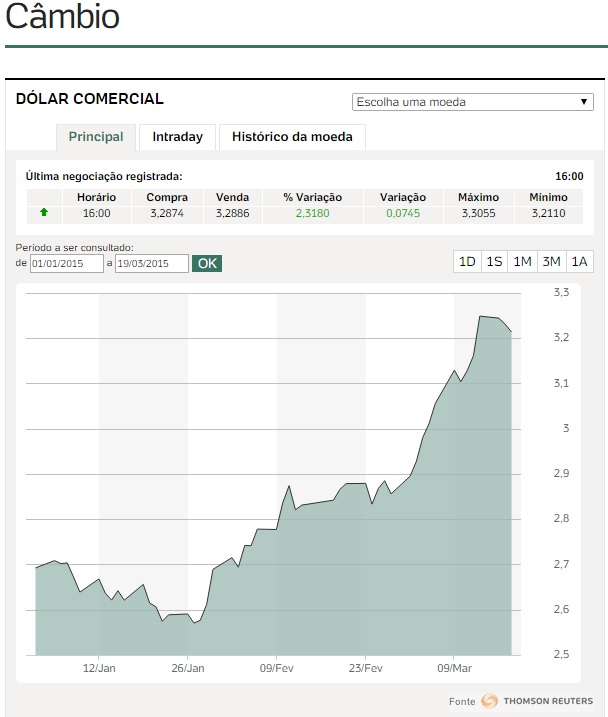 Câmbio
DÓLAR COMERCIAL
Escolha uma moeda
Principal Intraday Histórico da moeda
Última negociação registrada: 16:00
Horário Compra Venda % Variação Variação Máximo Mínimo
16:00 3,2874 3,2886 2,3180 0,0745 3,3055 3,2110
Período a ser consultado:
de 01/01/2015 a 19/03/2015 OK
1D 1S 1M 3M 1A
3,3
3,2
3,1
3
2,9
2,8
2,7
2,6
2,5
12/Jan 26/Jan 09/Fev 23/Fev 09/Mar
Fonte THOMSON REUTERS